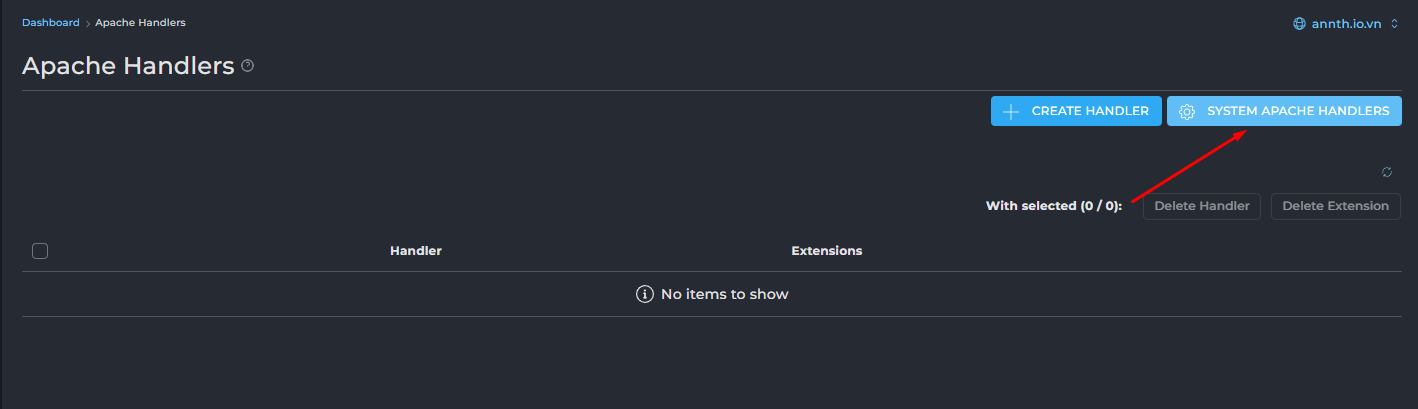 Dashboard > Apache Handlers
annth.io.vn
Apache Handlers
CREATE HANDLER
SYSTEM APACHE HANDLERS
With selected (0 / 0): Delete Handler Delete Extension
Handler Extensions
No items to show